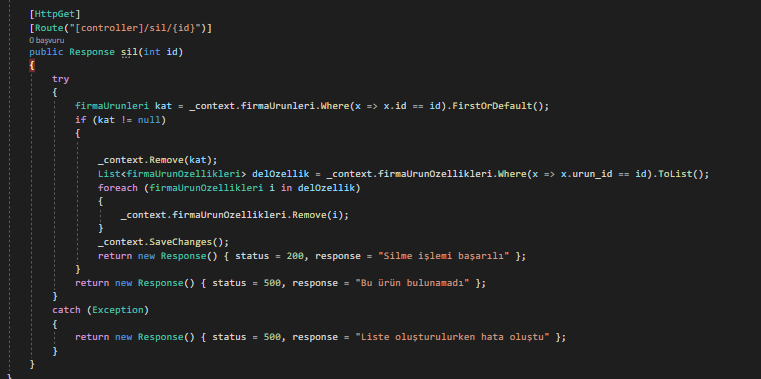 [HttpGet]
[Route("[controller]/sil/{id}")]
0 başvuru
public Response sil(int id)
{
try
{
firmaUrunleri kat = _context.firmaUrunleri.Where(x => x.id == id).FirstOrDefault();
if (kat != null)
{
_context.Remove(kat);
List<firmaUrunOzellikleri> delOzellik = _context.firmaUrunOzellikleri.Where(x => x.urun_id == id).ToList();
foreach (firmaUrunOzellikleri i in delOzellik)
{
_context.firmaUrunOzellikleri.Remove(i);
}
_context.SaveChanges();
return new Response() { status = 200, response = "Silme işlemi başarılı" };
}
return new Response() { status = 500, response = "Bu ürün bulunamadı" };
}
catch (Exception)
{
return new Response() { status = 500, response = "Liste oluşturulurken hata oluştu" };
}
}
}